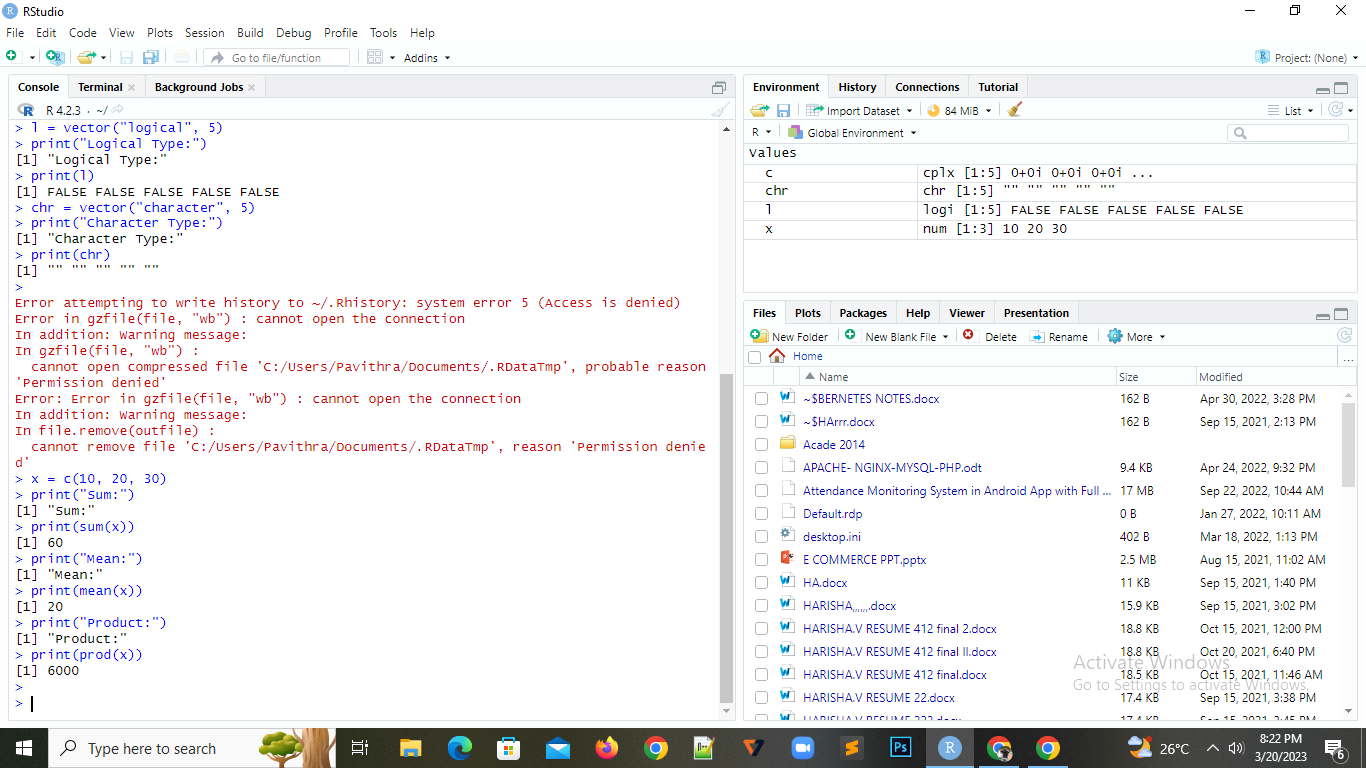 RStudio
File Edit Code View Plots Session Build Debug Profile Tools Help
Go to file/function Addins Project: (None)
Console Terminal Background Jobs
R 4.2.3 · ~/
> l = vector("logical", 5)
> print("Logical Type:")
[1] "Logical Type:"
> print(l)
[1] FALSE FALSE FALSE FALSE FALSE
> chr = vector("character", 5)
> print("Character Type:")
[1] "Character Type:"
> print(chr)
[1] "" "" "" "" ""
>
Error attempting to write history to ~/.Rhistory: system error 5 (Access is denied)
Error in gzfile(file, "wb") : cannot open the connection
In addition: Warning message:
In gzfile(file, "wb") :
cannot open compressed file 'C:/Users/Pavithra/Documents/.RDataTmp', probable reason
'Permission denied'
Error: Error in gzfile(file, "wb") : cannot open the connection
In addition: Warning message:
In file.remove(outfile) :
cannot remove file 'C:/Users/Pavithra/Documents/.RDataTmp', reason 'Permission denie
d'
> x = c(10, 20, 30)
> print("Sum:")
[1] "Sum:"
> print(sum(x))
[1] 60
> print("Mean:")
[1] "Mean:"
> print(mean(x))
[1] 20
> print("Product:")
[1] "Product:"
> print(prod(x))
[1] 6000
>
>
Environment History Connections Tutorial
Import Dataset 84 MiB List
R Global Environment
Values
c cplx [1:5] 0+0i 0+0i 0+0i ...
chr chr [1:5] "" "" "" "" ""
l logi [1:5] FALSE FALSE FALSE FALSE FALSE
x num [1:3] 10 20 30
Files Plots Packages Help Viewer Presentation
New Folder New Blank File Delete Rename More
Home ...
Name Size Modified
~$BERNETES NOTES.docx 162 B Apr 30, 2022, 3:28 PM
~$HArrr.docx 162 B Sep 15, 2021, 2:13 PM
Acade 2014
APACHE- NGINX-MYSQL-PHP.odt 9.4 KB Apr 24, 2022, 9:32 PM
Attendance Monitoring System in Android App with Full ... 17 MB Sep 22, 2022, 10:44 AM
Default.rdp 0 B Jan 27, 2022, 10:11 AM
desktop.ini 402 B Mar 18, 2022, 1:13 PM
E COMMERCE PPT.pptx 2.5 MB Aug 15, 2021, 11:02 AM
HA.docx 11 KB Sep 15, 2021, 1:40 PM
HARISHA,,,,,,.docx 15.9 KB Sep 15, 2021, 3:02 PM
HARISHA.V RESUME 412 final 2.docx 18.8 KB Oct 15, 2021, 12:00 PM
HARISHA.V RESUME 412 final II.docx 18.8 KB Oct 20, 2021, 6:40 PM
HARISHA.V RESUME 412 final.docx 18.5 KB Oct 15, 2021, 11:46 AM
HARISHA.V RESUME 22.docx 17.4 KB Sep 15, 2021, 3:38 PM
Activate Windows
Go to Settings to activate Windows.
Type here to search
26°C
8:22 PM
3/20/2023
6